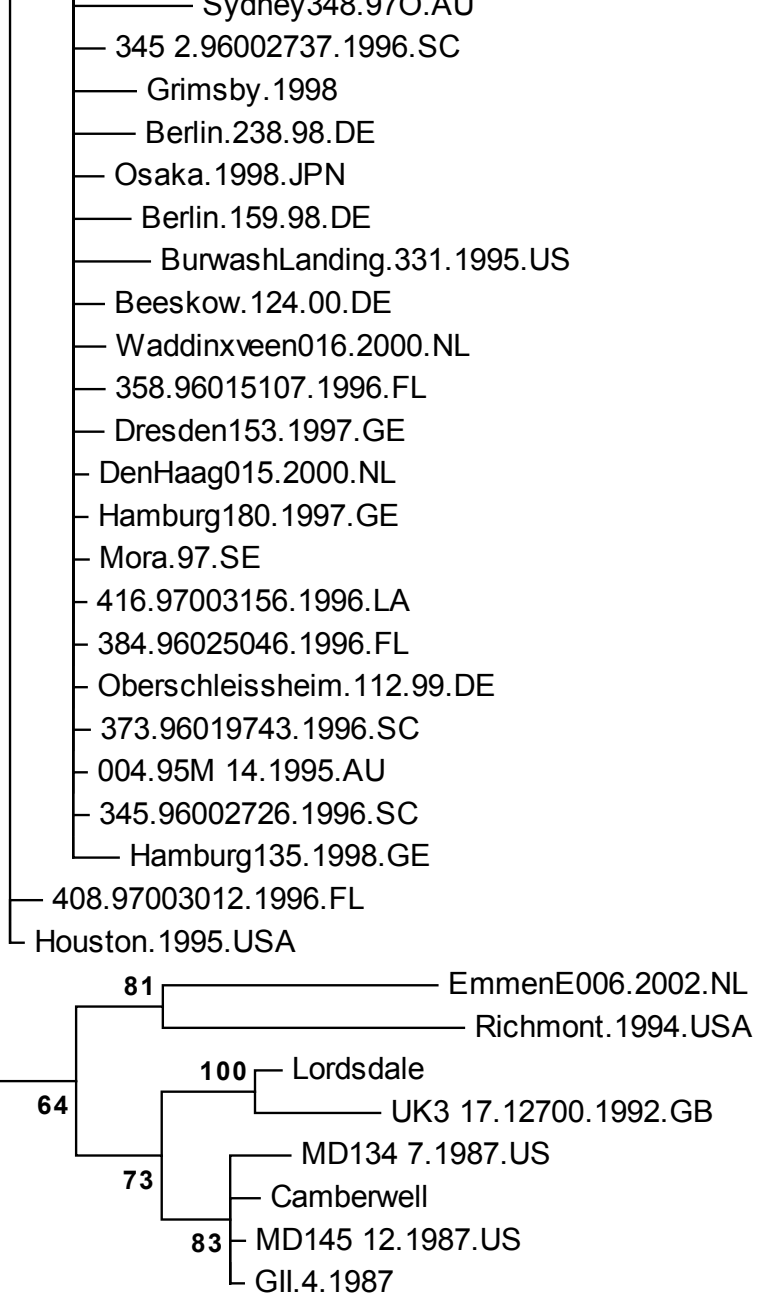 Sydney348.97O.AU
345 2.96002737.1996.SC
Grimsby.1998
Berlin.238.98.DE
Osaka.1998.JPN
Berlin.159.98.DE
BurwashLanding.331.1995.US
Beeskow.124.00.DE
Waddinxveen016.2000.NL
358.96015107.1996.FL
Dresden153.1997.GE
DenHaag015.2000.NL
Hamburg180.1997.GE
Mora.97.SE
416.97003156.1996.LA
384.96025046.1996.FL
Oberschleissheim.112.99.DE
373.96019743.1996.SC
004.95M 14.1995.AU
345.96002726.1996.SC
Hamburg135.1998.GE
408.97003012.1996.FL
Houston.1995.USA
81
EmmenE006.2002.NL
Richmont.1994.USA
100
Lordsdale
64
UK3 17.12700.1992.GB
MD134 7.1987.US
73
Camberwell
83
MD145 12.1987.US
GII.4.1987